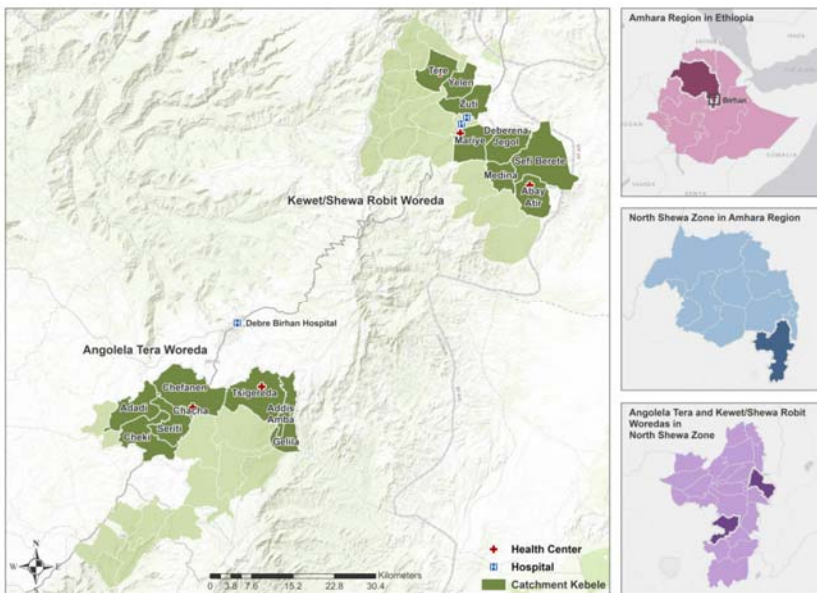 Tere
Yelen
Zuti
H
H
Mariye
Deberena
Jegol
Sefi Berete
Medina
Abay
Atir
Kewet/Shewa Robit Woreda
H
Debre Birhan Hospital
Angolela Tera Woreda
Chefanen
Tsigereda
Adadi
Chacha
Addis
Amba
Seriti
Cheki
Gelila
N
W
E
S
Kilometers
0 3.8 7.6 15.2 22.8 30.4
Health Center
H Hospital
Catchment Kebele
Amhara Region in Ethiopia
Birhan
SOMALIA
KENYA
North Shewa Zone in Amhara Region
Angolela Tera and Kewet/Shewa Robit
Woredas in
North Shewa Zone